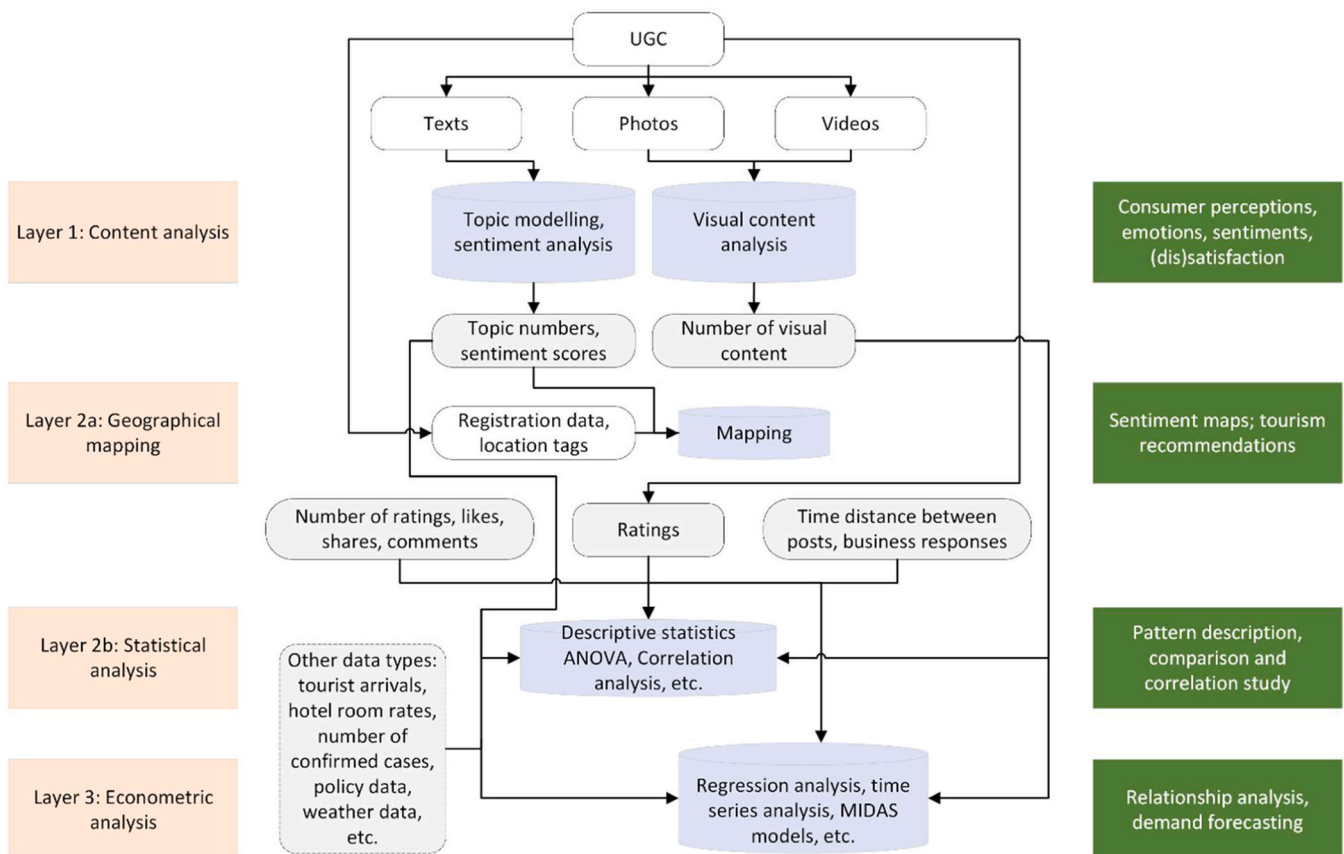 UGC
Texts
Photos
Videos
Layer 1: Content analysis
Topic modelling,
sentiment analysis
Visual content
analysis
Consumer perceptions,
emotions, sentiments,
(dis)satisfaction
Topic numbers,
sentiment scores
Number of visual
content
Layer 2a: Geographical
mapping
Registration data,
location tags
Mapping
Sentiment maps; tourism
recommendations
Number of ratings, likes,
shares, comments
Ratings
Time distance between
posts, business responses
Layer 2b: Statistical
analysis
Descriptive statistics
ANOVA, Correlation
analysis, etc.
Pattern description,
comparison and
correlation study
Other data types:
tourist arrivals,
hotel room rates,
number of
confirmed cases,
policy data,
weather data,
etc.
Layer 3: Econometric
analysis
Regression analysis, time
series analysis, MIDAS
models, etc.
Relationship analysis,
demand forecasting